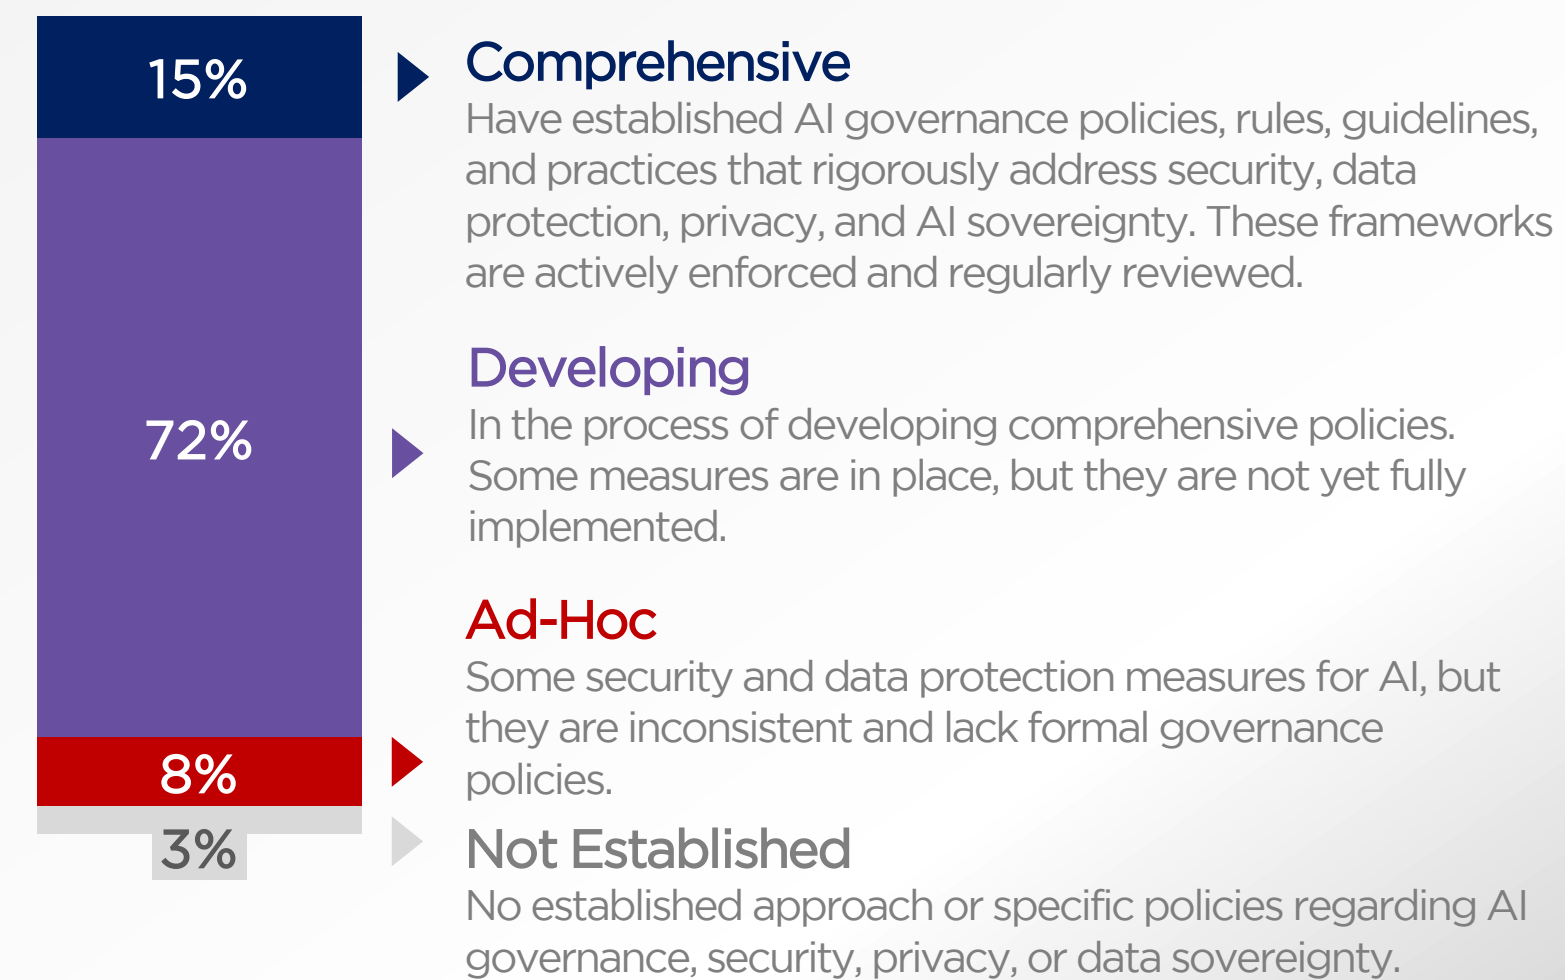 15%
Comprehensive
Have established AI governance policies, rules, guidelines,
and practices that rigorously address security, data
protection, privacy, and AI sovereignty. These frameworks
are actively enforced and regularly reviewed.
72%
Developing
In the process of developing comprehensive policies.
Some measures are in place, but they are not yet fully
implemented.
8%
Ad-Hoc
Some security and data protection measures for AI, but
they are inconsistent and lack formal governance
policies.
3%
Not Established
No established approach or specific policies regarding AI
governance, security, privacy, or data sovereignty.